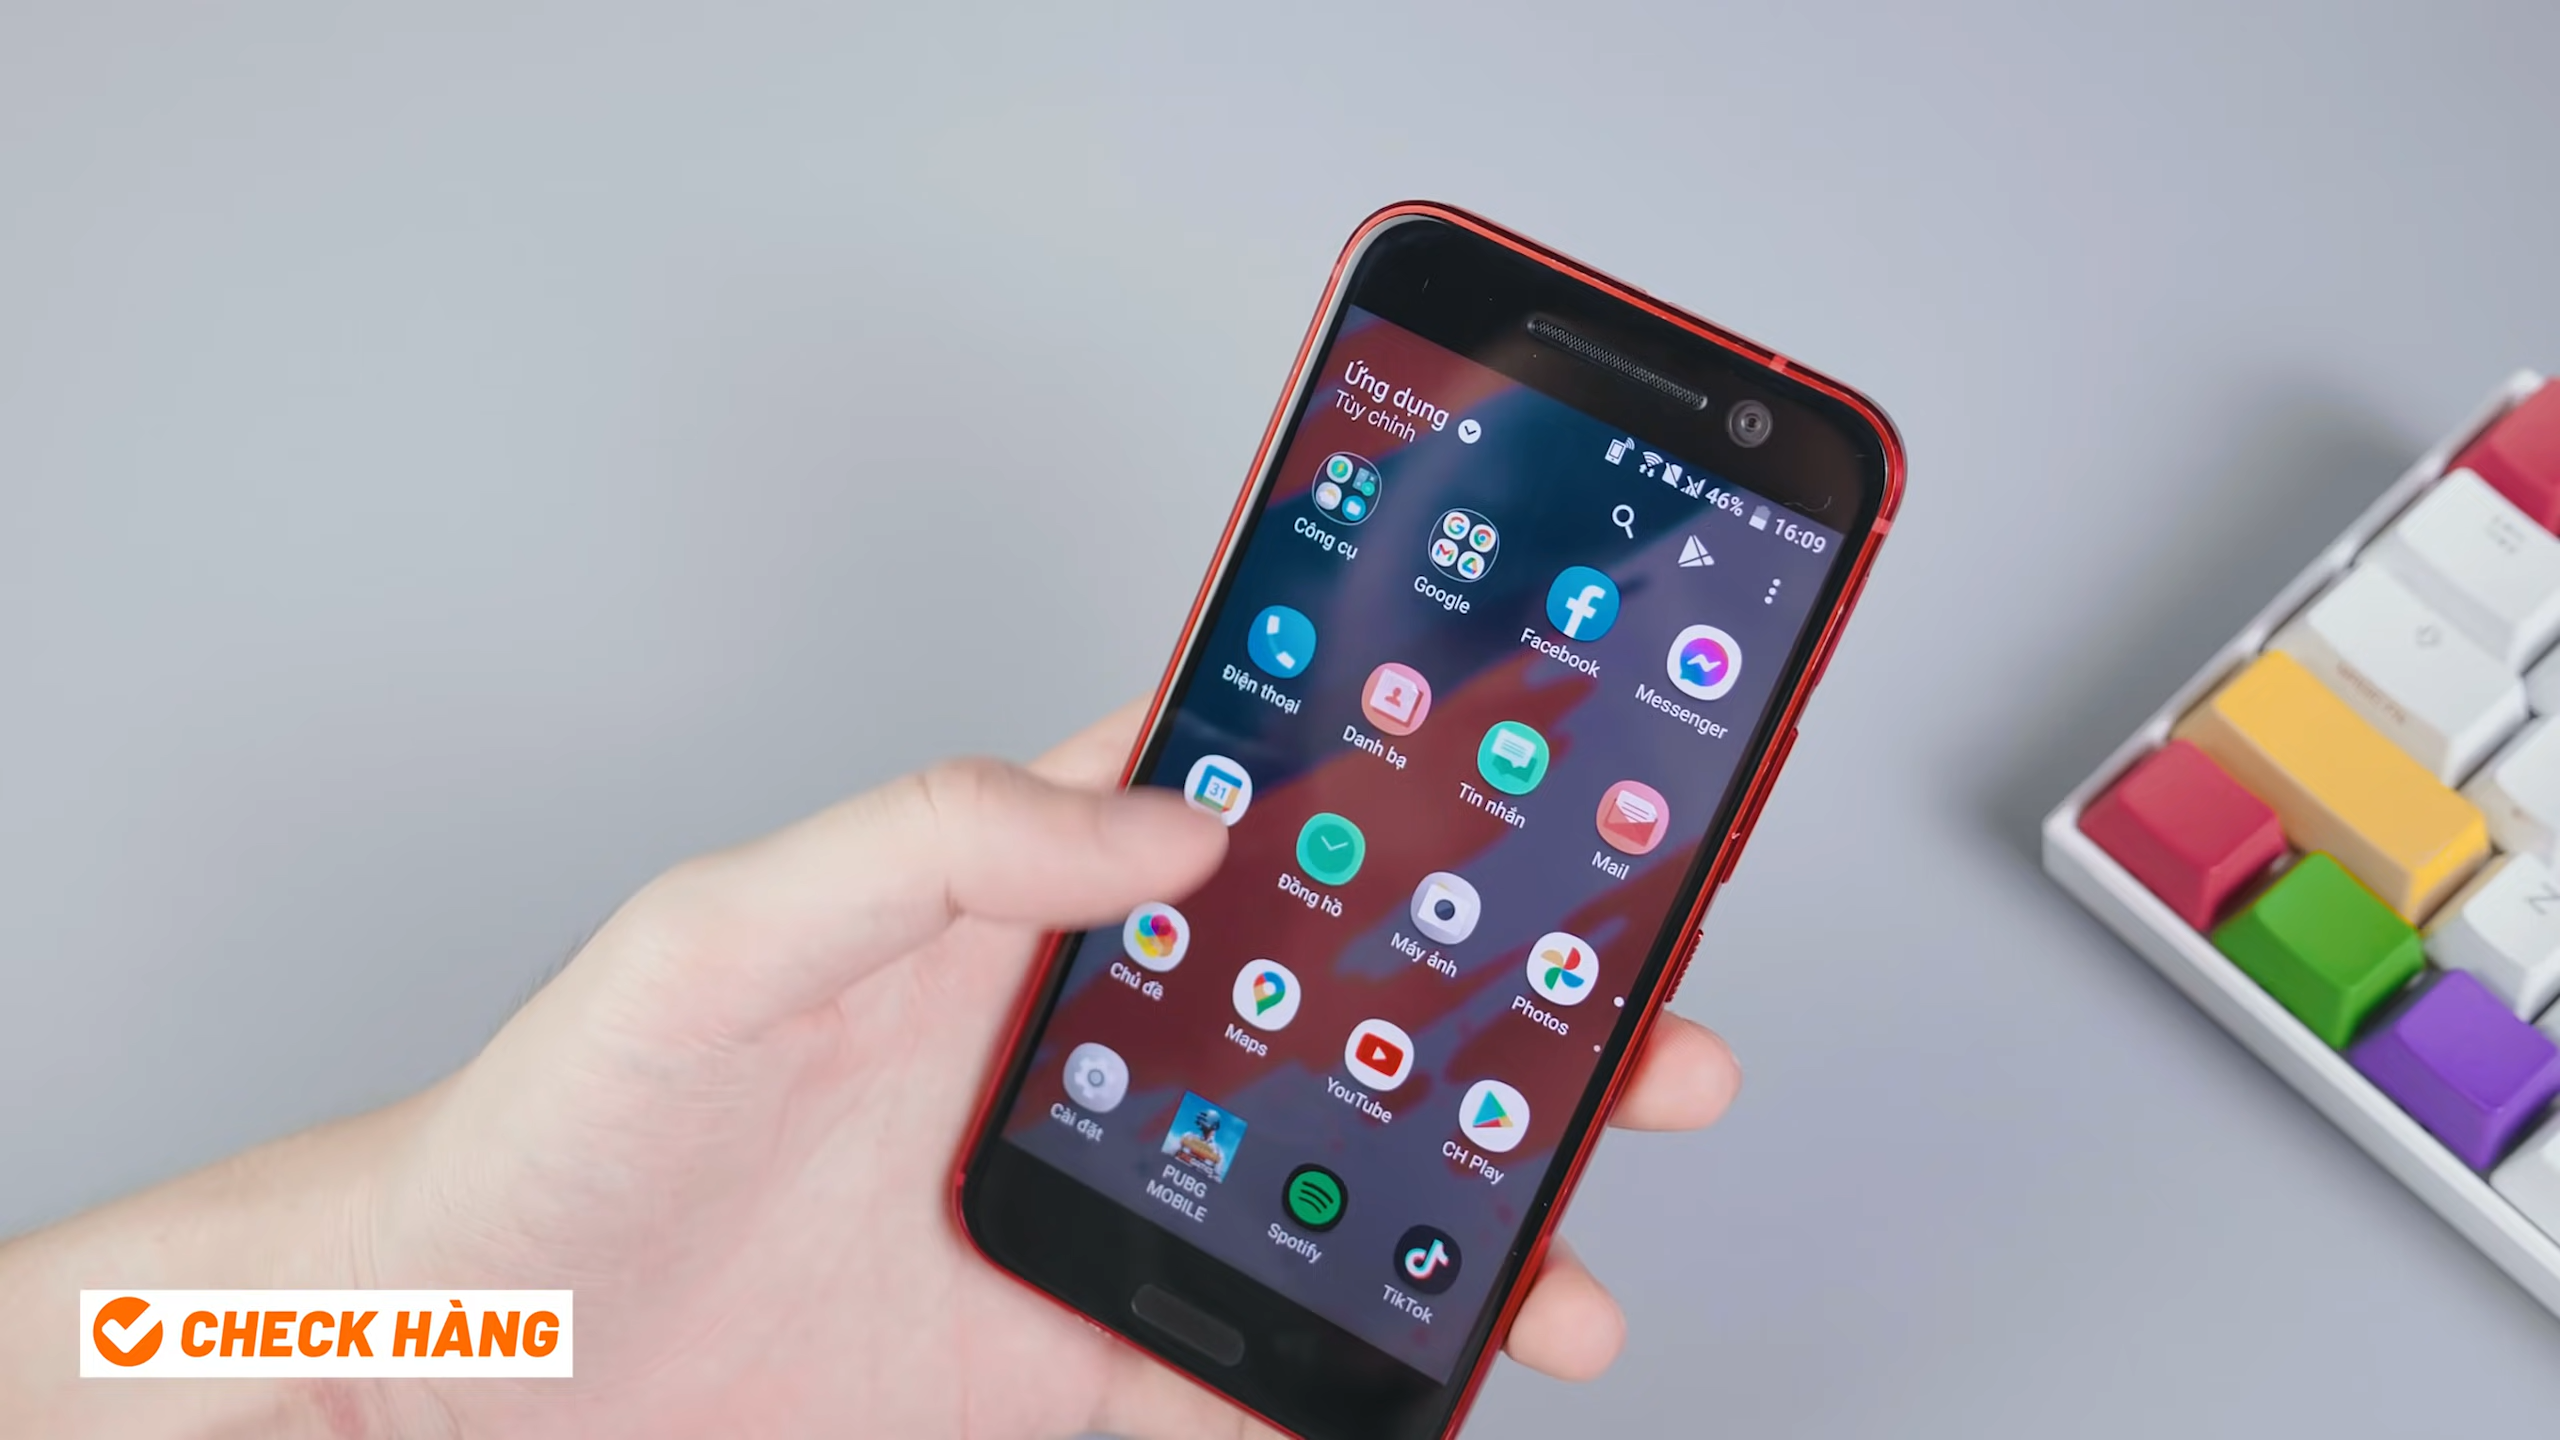 Ứng dụng
Tùy chỉnh
46% 16:09
Công cụ
Google
Facebook
Messenger
Điện thoại
Danh bạ
Tin nhắn
Mail
31
Đồng hồ
Máy ảnh
Photos
Chủ đề
Maps
YouTube
CH Play
Cài đặt
PUBG
MOBILE
Spotify
TikTok
Z
CHECK HÀNG